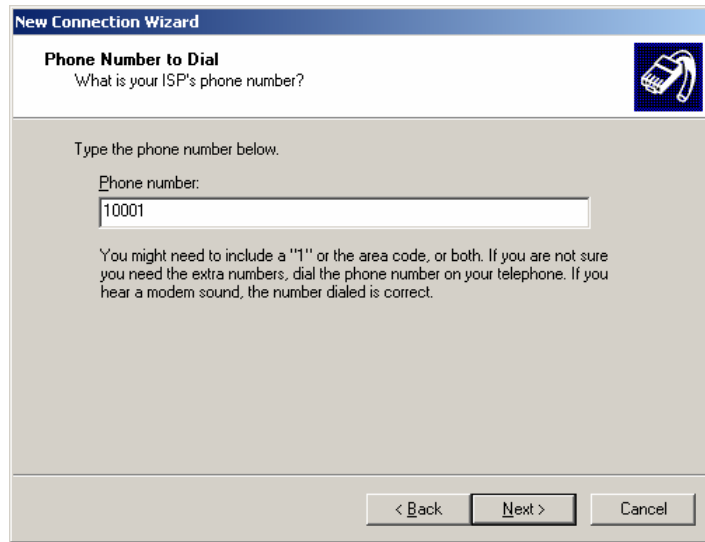 New Connection Wizard
Phone Number to Dial
What is your ISP's phone number?
Type the phone number below.
Phone number:
10001
You might need to include a "1" or the area code, or both. If you are not sure
you need the extra numbers, dial the phone number on your telephone. If you
hear a modem sound, the number dialed is correct.
< Back Next > Cancel